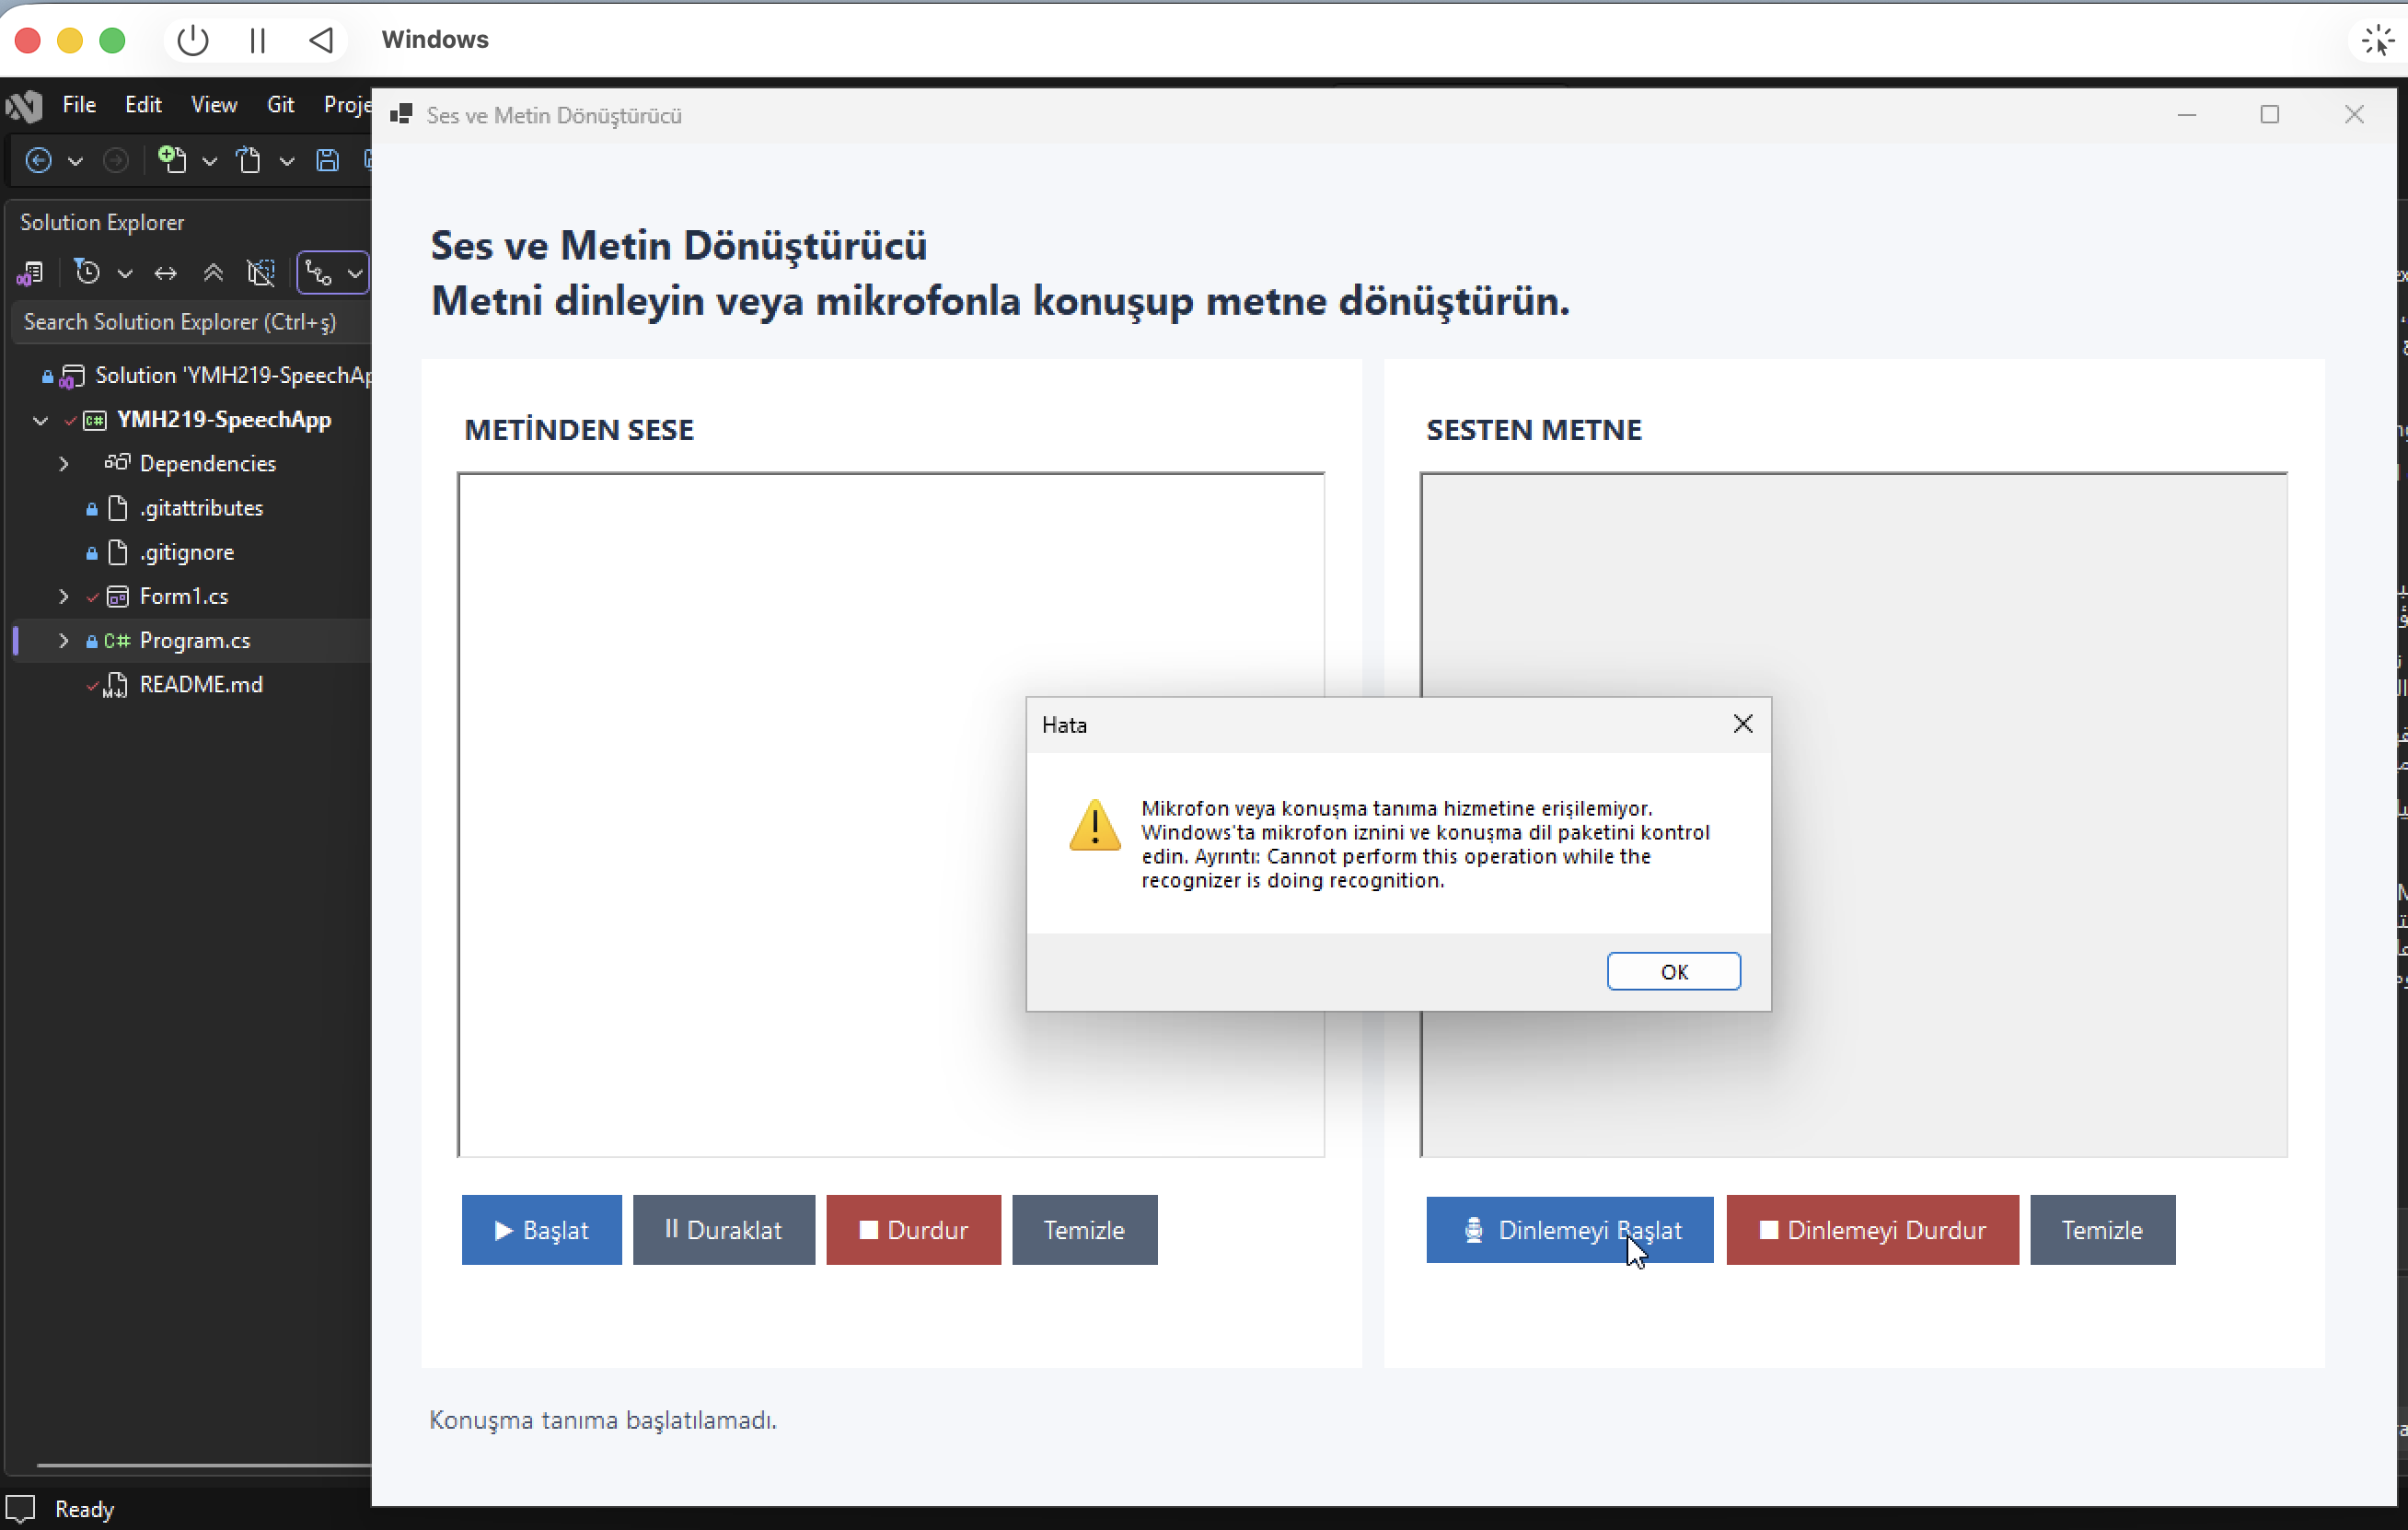 Windows
File Edit View Git Proje
Ses ve Metin Dönüştürücü
Solution Explorer
Search Solution Explorer (Ctrl+ş)
Solution 'YMH219-SpeechAp
YMH219-SpeechApp
Dependencies
.gitattributes
.gitignore
Form1.cs
C# Program.cs
README.md
Ses ve Metin Dönüştürücü
Metni dinleyin veya mikrofonla konuşup metne dönüştürün.
METİNDEN SESE
SESTEN METNE
Hata
Mikrofon veya konuşma tanıma hizmetine erişilemiyor.
Windows'ta mikrofon iznini ve konuşma dil paketini kontrol
edin. Ayrıntı: Cannot perform this operation while the
recognizer is doing recognition.
OK
Başlat
Duraklat
Durdur
Temizle
Dinlemeyi Başlat
Dinlemeyi Durdur
Temizle
Konuşma tanıma başlatılamadı.
Ready